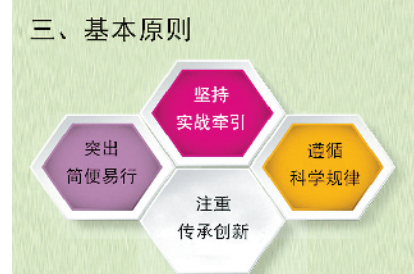 三、基本原则
坚持
实战牵引
突出
简便易行
遵循
科学规律
注重
传承创新